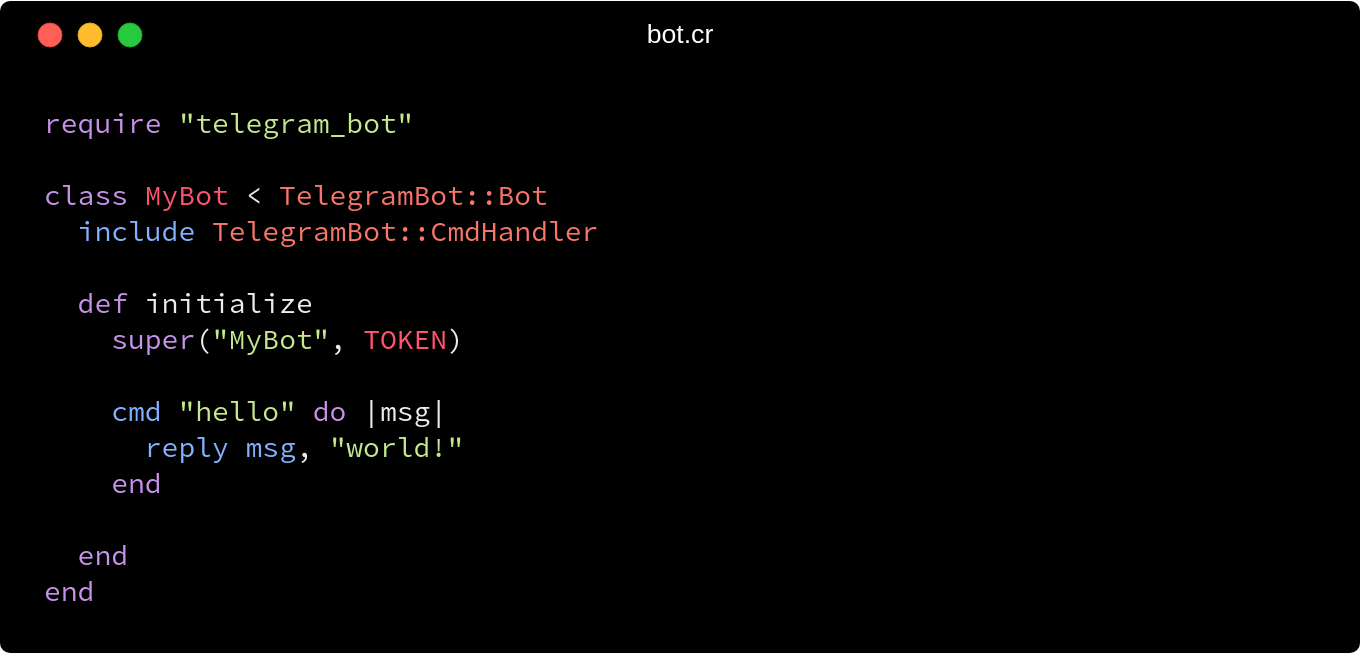 bot.cr
require "telegram_bot"
class MyBot < TelegramBot::Bot
  include TelegramBot::CmdHandler
  def initialize
    super("MyBot", TOKEN)
    cmd "hello" do |msg|
      reply msg, "world!"
    end
  end
end